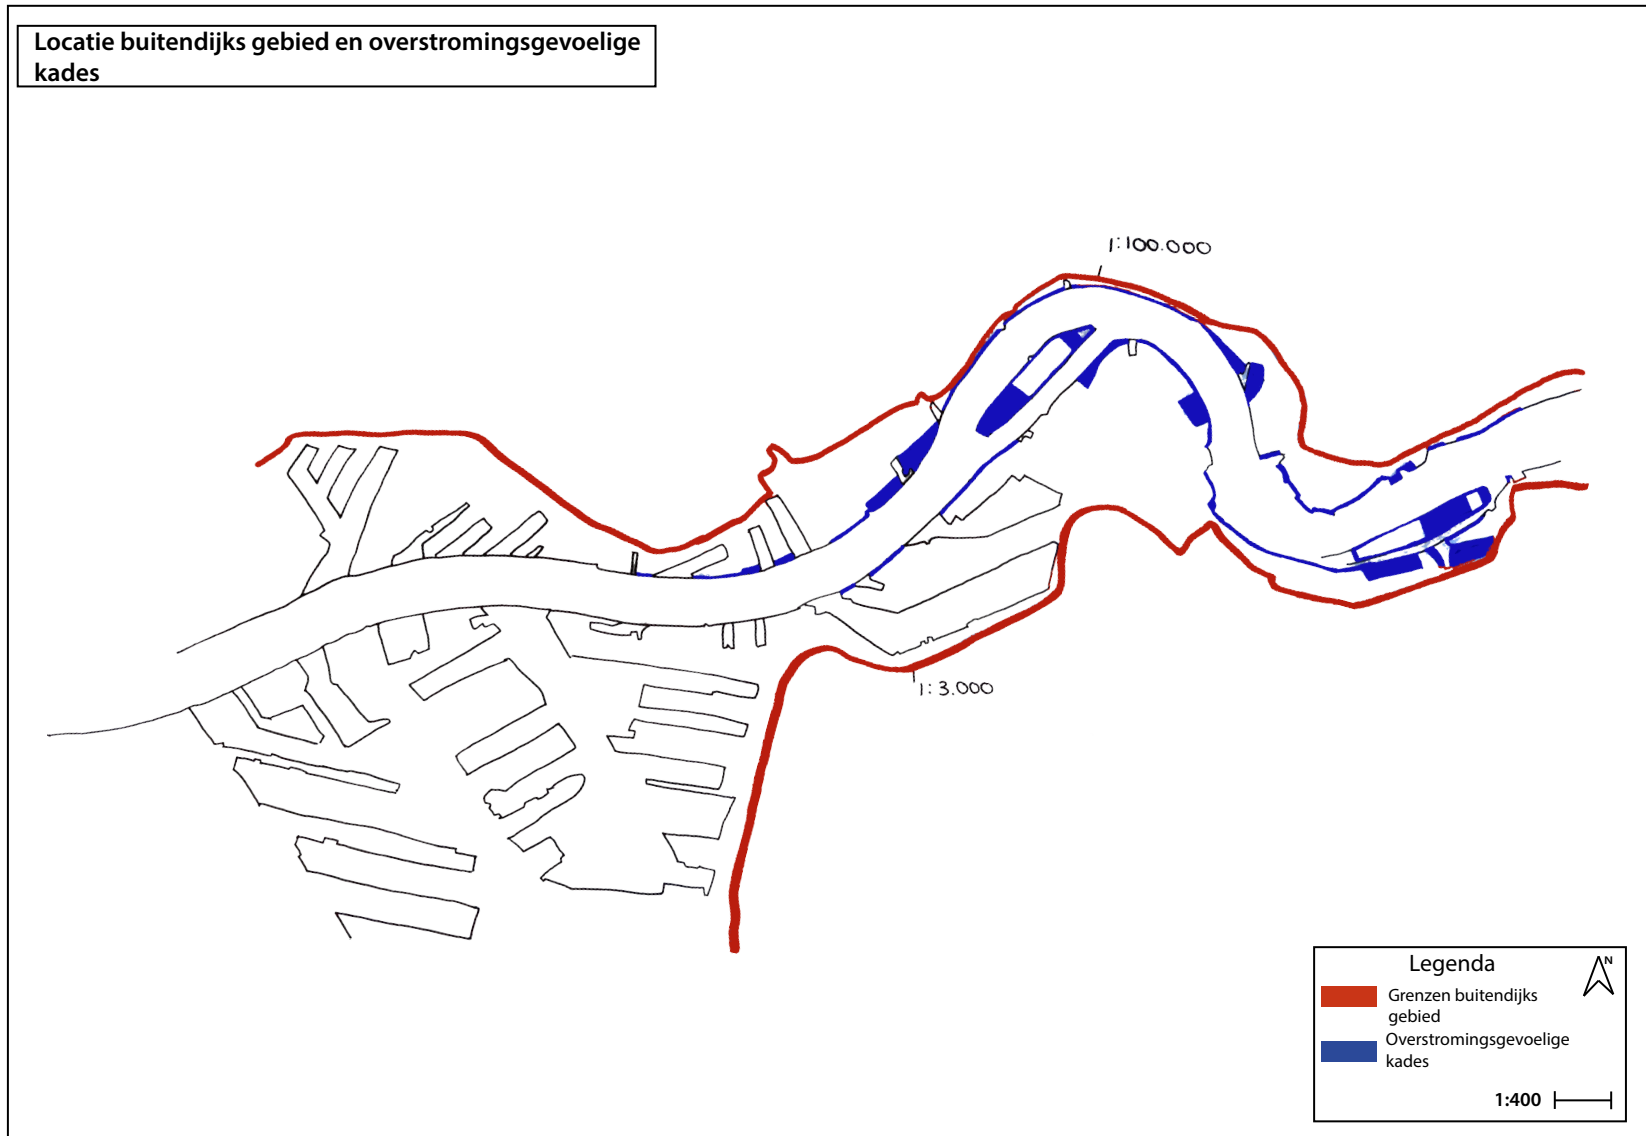 Locatie buitendijks gebied en overstromingsgevoelige
kades
1:100.000
1:3.000
Legenda
N
Grenzen buitendijks
gebied
Overstromingsgevoelige
kades
1:400